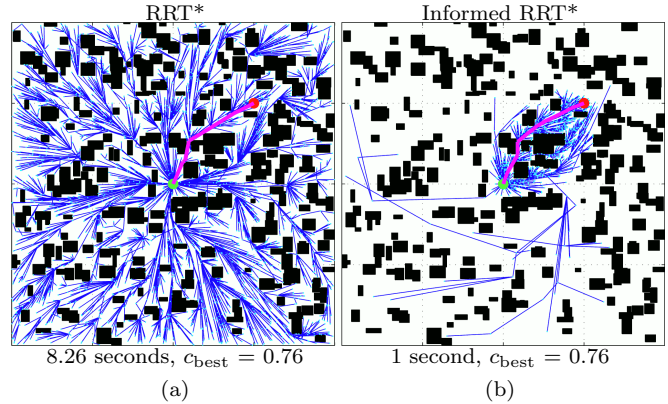 RRT*
Informed RRT*
8.26 seconds, c_best = 0.76
1 second, c_best = 0.76
(a)
(b)